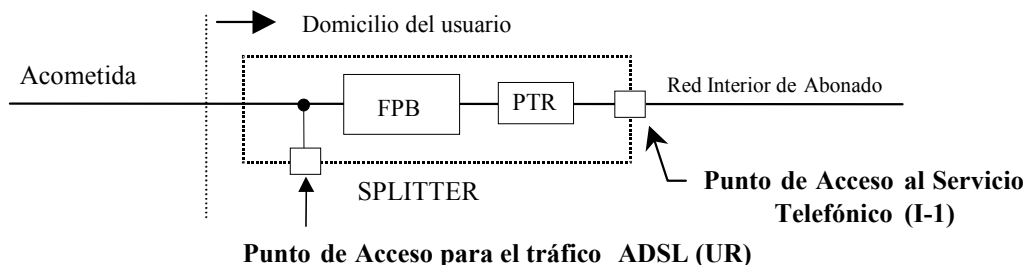 Domicilio del usuario
Acometida
FPB
PTR
Red Interior de Abonado
SPLITTER
Punto de Acceso al Servicio
Telefónico (I-1)
Punto de Acceso para el tráfico ADSL (UR)